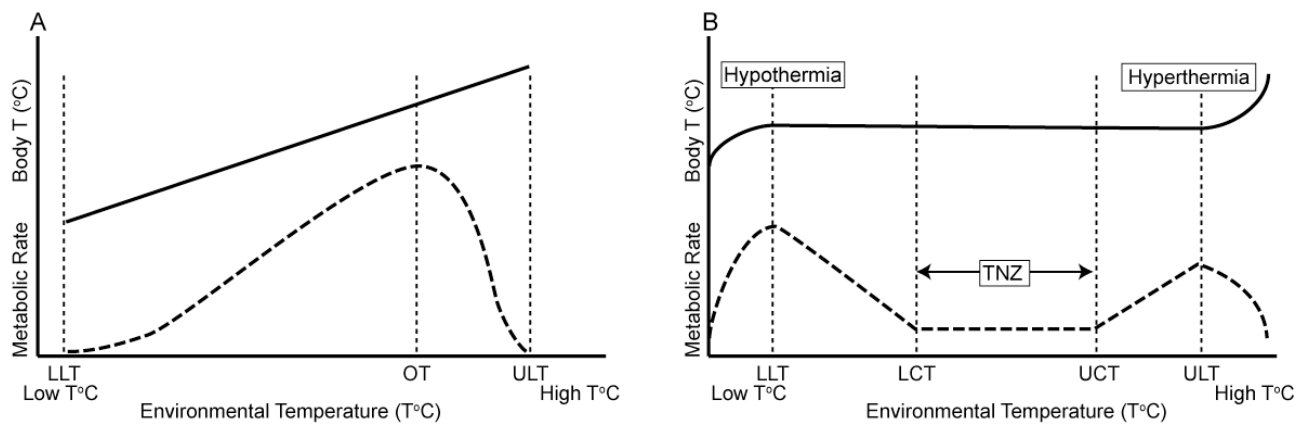 A
Body T (°C)
Metabolic Rate
LLT
OT
ULT
Low T°C
High T°C
Environmental Temperature (T°C)
B
Hypothermia
Hyperthermia
Body T (°C)
TNZ
Metabolic Rate
LLT
LCT
UCT
ULT
Low T°C
High T°C
Environmental Temperature (T°C)